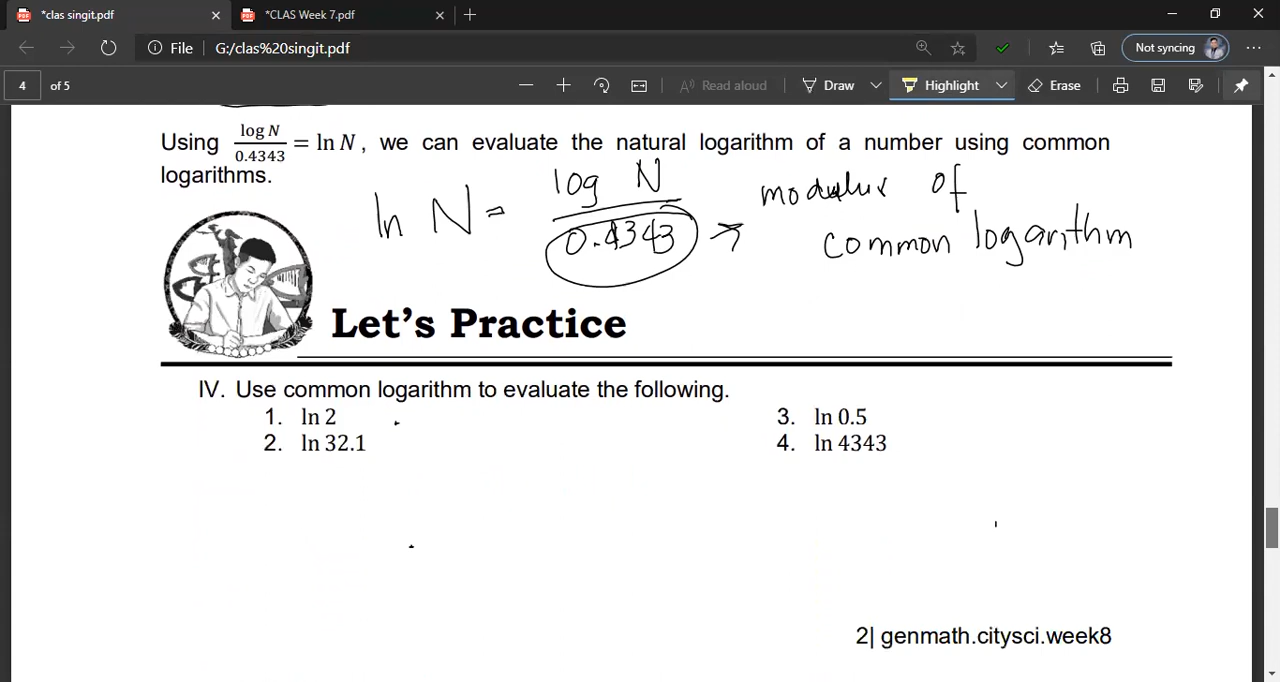 *clas singit.pdf
*CLAS Week 7.pdf
File G:/clas%20singit.pdf Not syncing
4 of 5 Read aloud Draw Highlight Erase
Using log N / 0.4343 = ln N, we can evaluate the natural logarithm of a number using common
logarithms.
ln N = log N / 0.4343 → modulus of
common logarithm
Let's Practice
IV. Use common logarithm to evaluate the following.
1. ln 2
2. ln 32.1
3. ln 0.5
4. ln 4343
2| genmath.citysci.week8